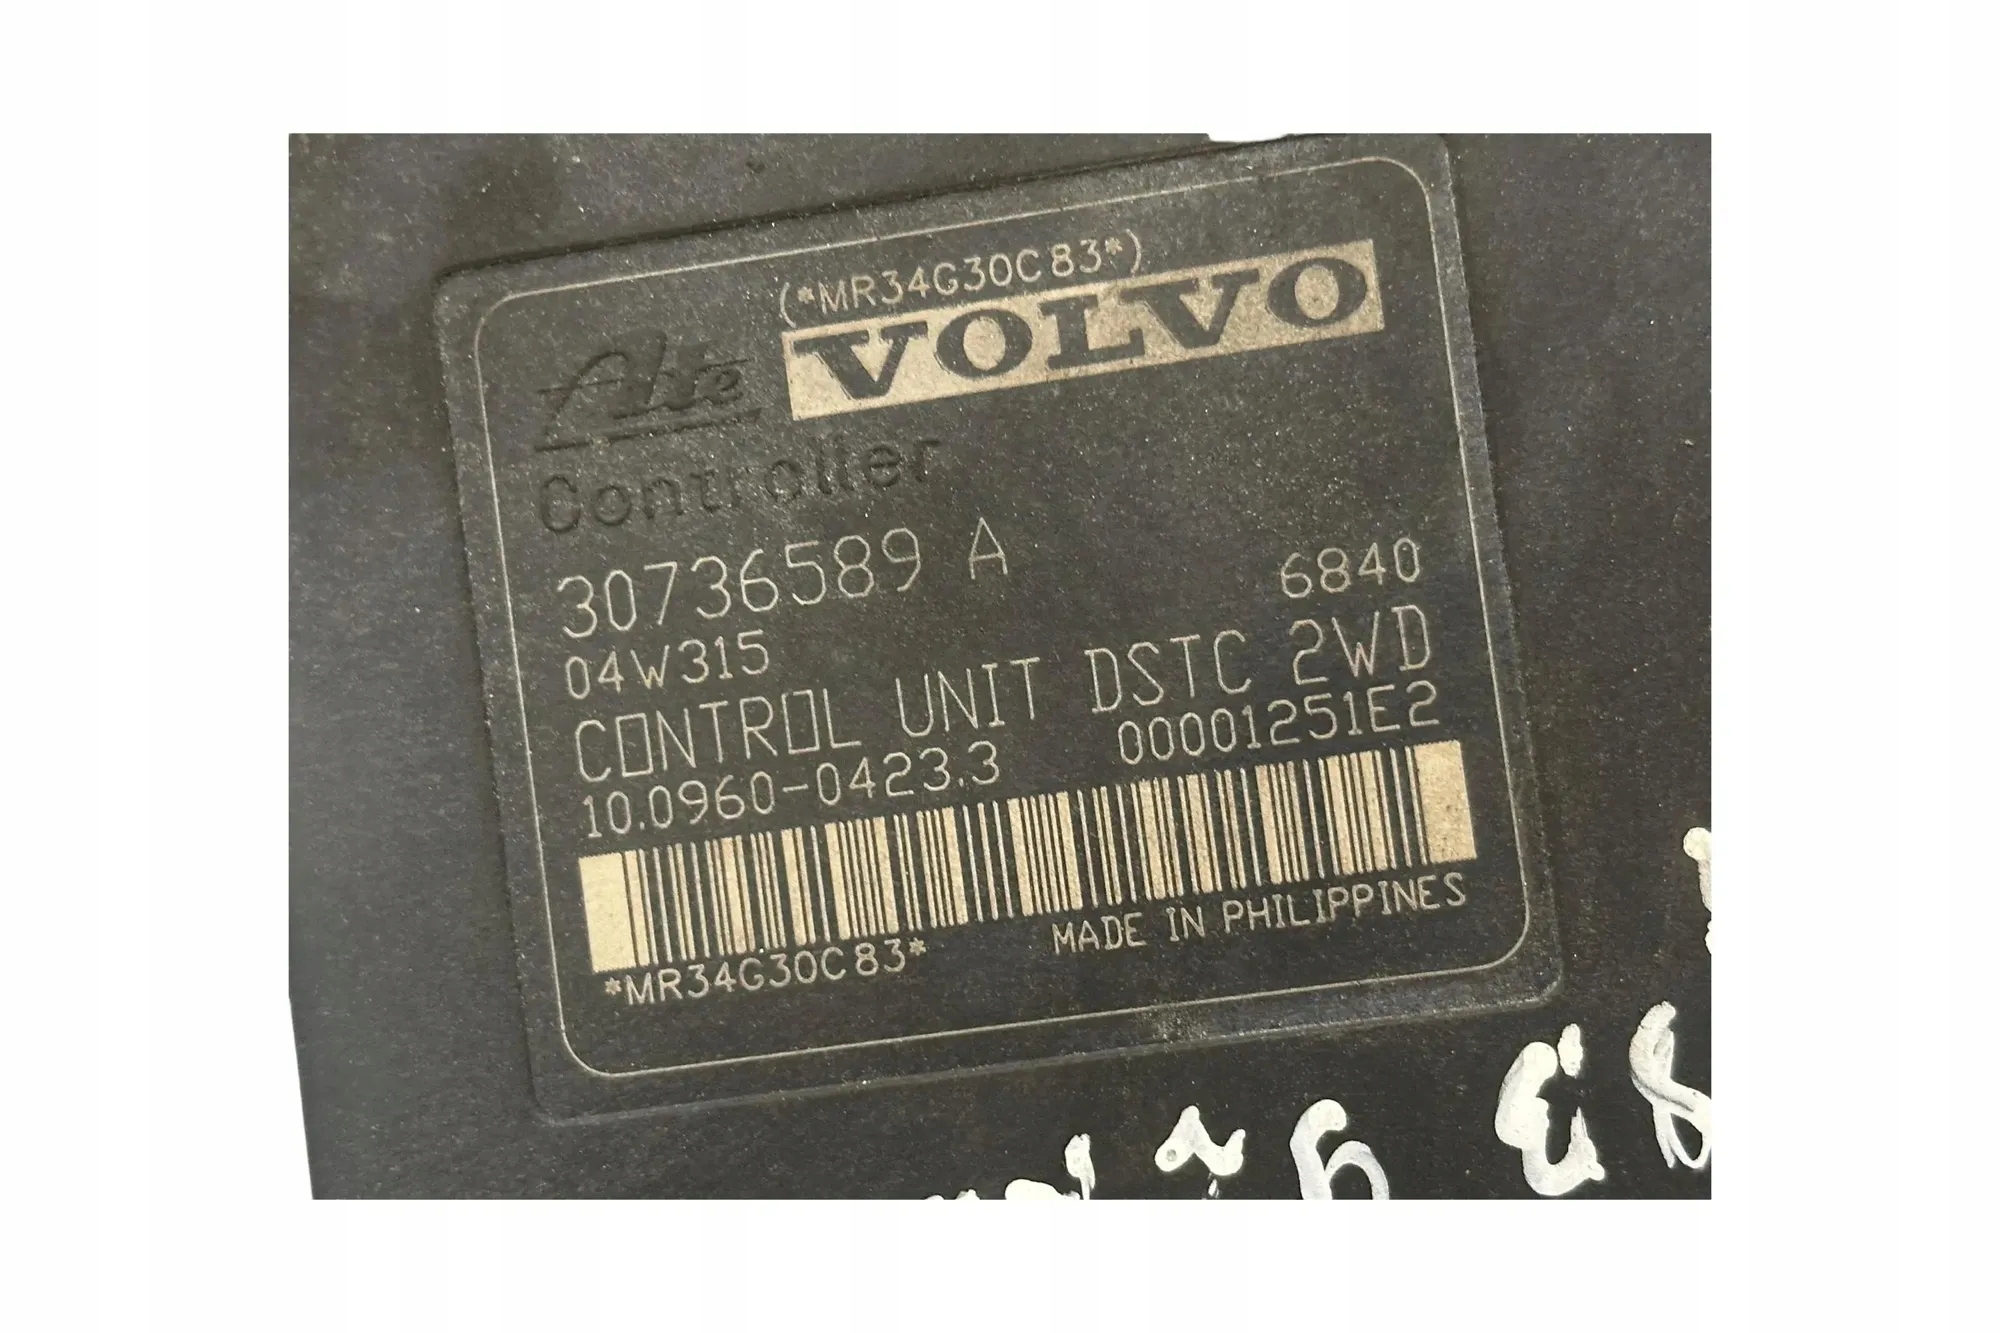 (*MR34G30C83*)
Ate VOLVO
Controller
30736589 A
6840
04W315
CONTROL UNIT DSTC 2WD
10.0960-0423.3 00001251E2
MADE IN PHILIPPINES
*MR34G30C83*